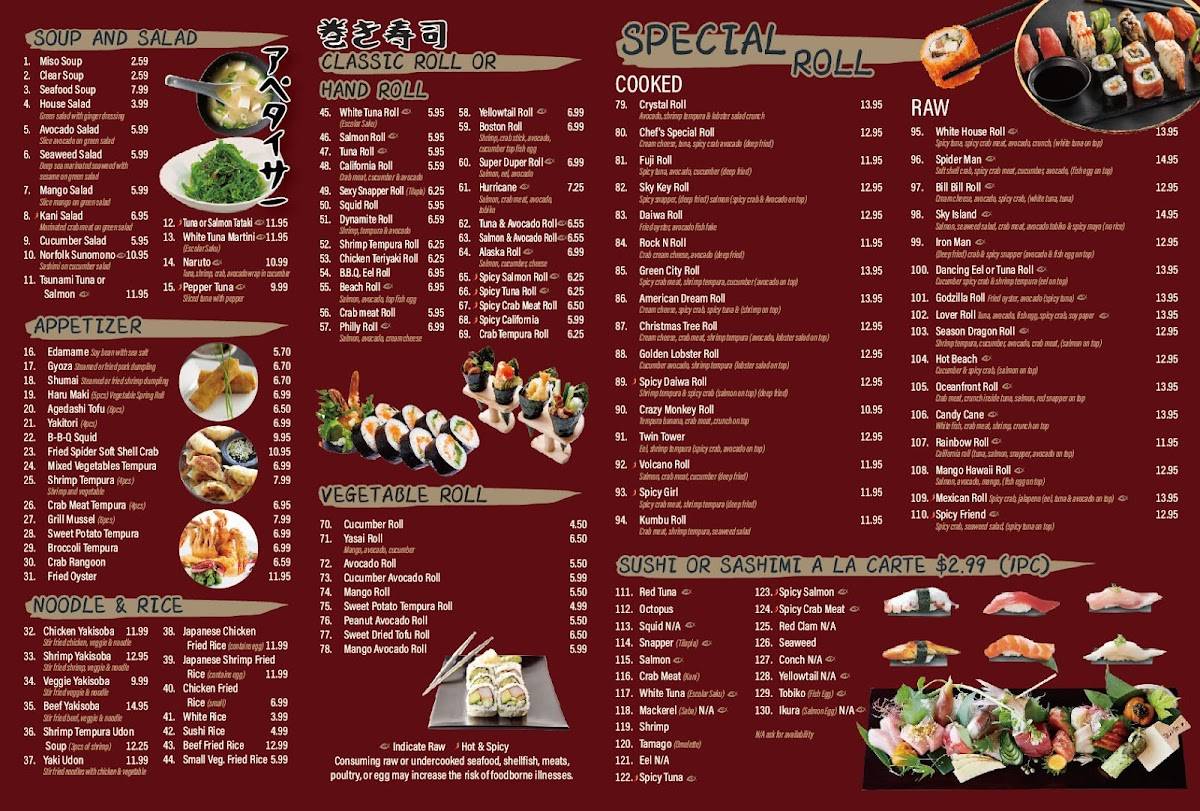 SOUP AND SALAD
アペタイザー
1. Miso Soup 2.59
2. Clear Soup 2.59
3. Seafood Soup 7.99
4. House Salad 3.99
Green salad with ginger dressing
5. Avocado Salad 5.99
Slice avocado on green salad
6. Seaweed Salad 5.99
Deep sea marinated seaweed with
sesame on green salad
7. Mango Salad 5.99
Slice mango on green salad
8. Kani Salad 6.95
Marinated crab meat on green salad
9. Cucumber Salad 5.95
10. Norfolk Sunomono 10.95
Sashimi on cucumber salad
11. Tsunami Tuna or
Salmon 11.95
12. Tuna or Salmon Tataki 11.95
13. White Tuna Martini 11.95
(Escolar Saku)
14. Naruto 10.99
Tuna, shrimp, crab, avocado wrap in cucumber
15. Pepper Tuna 9.99
Sliced tuna with pepper
APPETIZER
16. Edamame Soy bean with sea salt 5.70
17. Gyoza Steamed or fried pork dumpling 6.70
18. Shumai Steamed or fried shrimp dumpling 6.70
19. Haru Maki (5pcs) Vegetable Spring Roll 6.99
20. Agedashi Tofu (6pcs) 6.50
21. Yakitori (4pcs) 6.99
22. B-B-Q Squid 9.95
23. Fried Spider Soft Shell Crab 10.95
24. Mixed Vegetables Tempura 6.99
25. Shrimp Tempura (4pcs) 7.99
Shrimp and vegetable
26. Crab Meat Tempura (4pcs) 6.95
27. Grill Mussel (6pcs) 7.99
28. Sweet Potato Tempura 6.99
29. Broccoli Tempura 6.99
30. Crab Rangoon 6.59
31. Fried Oyster 11.95
NOODLE & RICE
32. Chicken Yakisoba 11.99
Stir fried chicken, veggie & noodle
33. Shrimp Yakisoba 12.95
Stir fried shrimp, veggie & noodle
34. Veggie Yakisoba 9.99
Stir fried veggie & noodle
35. Beef Yakisoba 14.95
Stir fried beef, veggie & noodle
36. Shrimp Tempura Udon
Soup (3pcs of shrimp) 12.25
37. Yaki Udon 11.99
Stir fried noodles with chicken & vegetable
38. Japanese Chicken
Fried Rice (contains egg) 11.99
39. Japanese Shrimp Fried
Rice (contains egg) 11.99
40. Chicken Fried
Rice (small) 6.99
41. White Rice 3.99
42. Sushi Rice 4.99
43. Beef Fried Rice 12.99
44. Small Veg. Fried Rice 5.99
巻き寿司
CLASSIC ROLL OR
HAND ROLL
45. White Tuna Roll 5.95
(Escolar Saku)
46. Salmon Roll 5.95
47. Tuna Roll 5.95
48. California Roll 5.59
Crab meat, cucumber & avocado
49. Sexy Snapper Roll (Tilapia) 6.25
50. Squid Roll 5.95
51. Dynamite Roll 6.59
Shrimp, tempura & avocado
52. Shrimp Tempura Roll 6.25
53. Chicken Teriyaki Roll 6.25
54. B.B.Q. Eel Roll 6.95
55. Beach Roll 6.95
Salmon, avocado, top fish egg
56. Crab meat Roll 5.95
57. Philly Roll 6.99
Salmon, avocado, cream cheese
58. Yellowtail Roll 6.99
59. Boston Roll 6.99
Shrimp, crab stick, avocado,
cucumber top fish egg
60. Super Duper Roll 6.99
Salmon, eel, avocado
61. Hurricane 7.25
Salmon, crab meat, avocado,
tobiko
62. Tuna & Avocado Roll 6.55
63. Salmon & Avocado Roll 6.55
64. Alaska Roll 6.99
Salmon, cucumber, cheese
65. Spicy Salmon Roll 6.25
66. Spicy Tuna Roll 6.25
67. Spicy Crab Meat Roll 6.50
68. Spicy California 5.99
69. Crab Tempura Roll 6.25
VEGETABLE ROLL
70. Cucumber Roll 4.50
71. Yasai Roll 6.50
Mango, avocado, cucumber
72. Avocado Roll 5.50
73. Cucumber Avocado Roll 5.99
74. Mango Roll 5.50
75. Sweet Potato Tempura Roll 4.99
76. Peanut Avocado Roll 5.50
77. Sweet Dried Tofu Roll 6.50
78. Mango Avocado Roll 5.99
Indicate Raw Hot & Spicy
Consuming raw or undercooked seafood, shellfish, meats,
poultry, or egg may increase the risk of foodborne illnesses.
SPECIAL
ROLL
COOKED
79. Crystal Roll 13.95
Avocado, shrimp tempura & lobster salad crunch
80. Chef's Special Roll 12.95
Cream cheese, tuna, spicy crab avocado (deep fried)
81. Fuji Roll 11.95
Spicy tuna, avocado, cucumber (deep fried)
82. Sky Key Roll 12.95
Spicy snapper, (deep fried) salmon (spicy crab & Avocado on top)
83. Daiwa Roll 12.95
Fried oyster, avocado fish fake
84. Rock N Roll 11.95
Crab cream cheese, avocado (deep fried)
85. Green City Roll 13.95
Spicy crab meat, shrimp tempura, cucumber (avocado on top)
86. American Dream Roll 13.95
Cream cheese, spicy crab, spicy tuna & (shrimp on top)
87. Christmas Tree Roll 12.95
Cream cheese, crab meat, shrimp tempura (avocado, lobster salad on top)
88. Golden Lobster Roll 12.95
Cucumber avocado, shrimp tempura (lobster salad on top)
89. Spicy Daiwa Roll 12.95
Shrimp tempura & spicy crab (salmon on top) (deep fried)
90. Crazy Monkey Roll 10.95
Tempura banana, crab meat, crunch on top
91. Twin Tower 12.95
Eel, shrimp tempura (spicy crab, avocado on top)
92. Volcano Roll 11.95
Salmon, crab meat, cucumber (deep fried)
93. Spicy Girl 11.95
Spicy crab meat, shrimp tempura (deep fried)
94. Kumbu Roll 11.95
Crab meat, shrimp tempura, seaweed salad
RAW
95. White House Roll 13.95
Spicy tuna, spicy crab meat, avocado, crunch, (white tuna on top)
96. Spider Man 14.95
Soft shell crab, spicy crab meat, cucumber, avocado, (fish egg on top)
97. Bill Bill Roll 12.95
Cream cheese, avocado, spicy crab, (white tuna, tuna)
98. Sky Island 14.95
Salmon, seaweed salad, crab meat, avocado tobiko & spicy mayo (no rice)
99. Iron Man 12.95
(Deep fried) crab & spicy snapper (avocado & fish egg on top)
100. Dancing Eel or Tuna Roll 13.95
Cucumber spicy crab & shrimp tempura (eel on top)
101. Godzilla Roll Fried oyster, avocado (spicy tuna) 13.95
102. Lover Roll Tuna, avocado, fish egg, spicy crab, soy paper 13.95
103. Season Dragon Roll 12.95
Shrimp tempura, cucumber, avocado, crab meat, (salmon on top)
104. Hot Beach 12.95
Cucumber & spicy crab, (salmon on top)
105. Oceanfront Roll 13.95
Crab meat, crunch inside tuna, salmon, red snapper on top
106. Candy Cane 13.95
White fish, crab meat, shrimp, crunch on top
107. Rainbow Roll 11.95
California roll (tuna, salmon, snapper, avocado on top)
108. Mango Hawaii Roll 12.95
Salmon, avocado, mango, (fish egg on top)
109. Mexican Roll Spicy crab, jalapeno (eel, tuna & avocado on top) 13.95
110. Spicy Friend 12.95
Spicy crab, seaweed salad, (spicy tuna on top)
SUSHI OR SASHIMI A LA CARTE $2.99 (1PC)
111. Red Tuna
112. Octopus
113. Squid N/A
114. Snapper (Tilapia)
115. Salmon
116. Crab Meat (Kani)
117. White Tuna (Escolar Saku)
118. Mackerel (Saba) N/A
119. Shrimp
120. Tamago (Omelette)
121. Eel N/A
122. Spicy Tuna
123. Spicy Salmon
124. Spicy Crab Meat
125. Red Clam N/A
126. Seaweed
127. Conch N/A
128. Yellowtail N/A
129. Tobiko (Fish Egg)
130. Ikura (Salmon Egg) N/A
N/A ask for availability